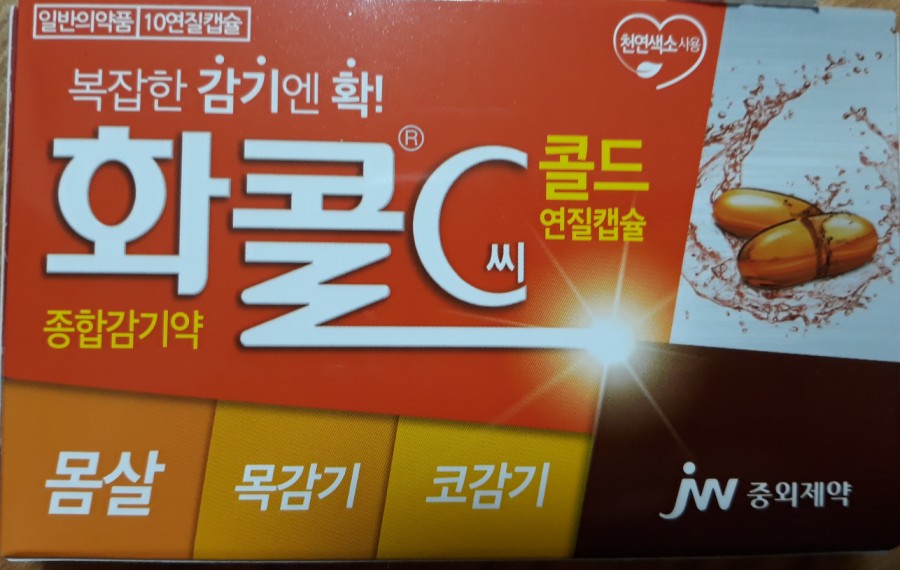 일반의약품 10연질캡슐
천연색소 사용
복잡한 감기엔 확!
화콜®C
씨
콜드
연질캡슐
종합감기약
몸살
목감기
코감기
jw 중외제약